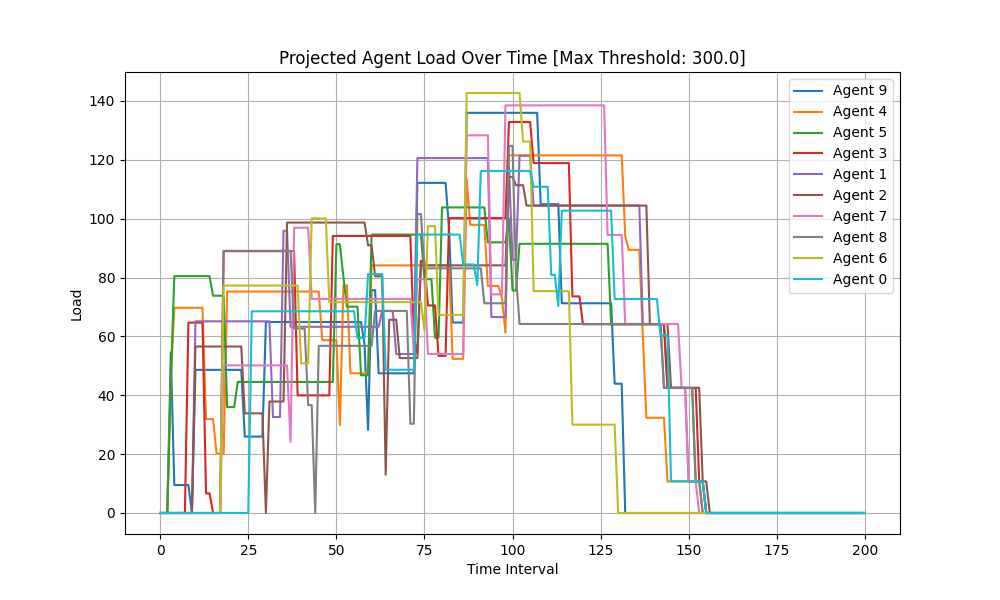 Projected Agent Load Over Time [Max Threshold: 300.0]
Load
140
120
100
80
60
40
20
0
0 25 50 75 100 125 150 175 200
Time Interval
Agent 9
Agent 4
Agent 5
Agent 3
Agent 1
Agent 2
Agent 7
Agent 8
Agent 6
Agent 0